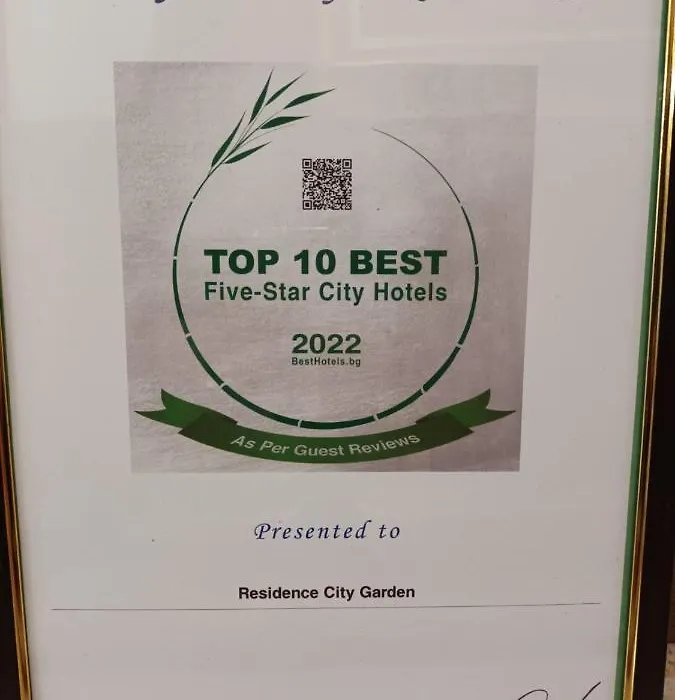 TOP 10 BEST
Five-Star City Hotels
2022
BestHotels.bg
As Per Guest Reviews
Presented to
Residence City Garden